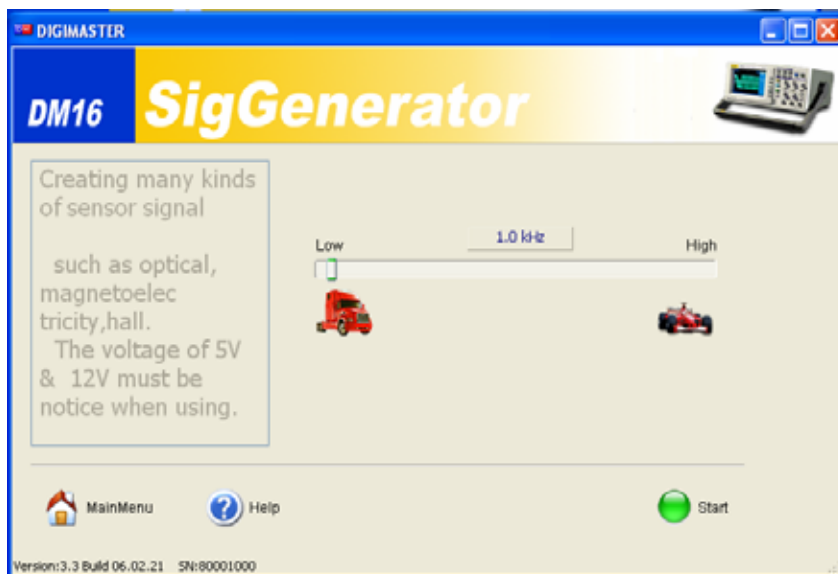 DIGIMASTER
DM16 SigGenerator
Creating many kinds
of sensor signal
such as optical,
magnetoelec
tricity,hall.
The voltage of 5V
& 12V must be
notice when using.
1.0 kHz
Low High
MainMenu Help Start
Version:3.3 Build 06.02.21 SN:80001000